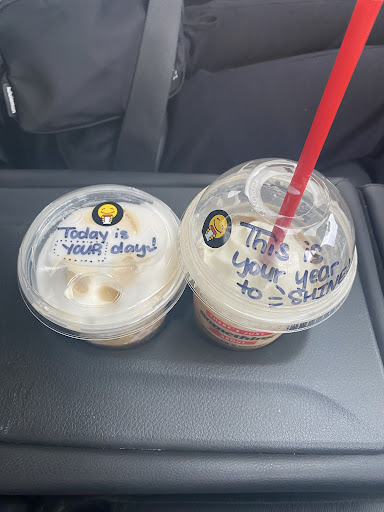 Today is
YOUR day!
This is
your year
to = SHINE